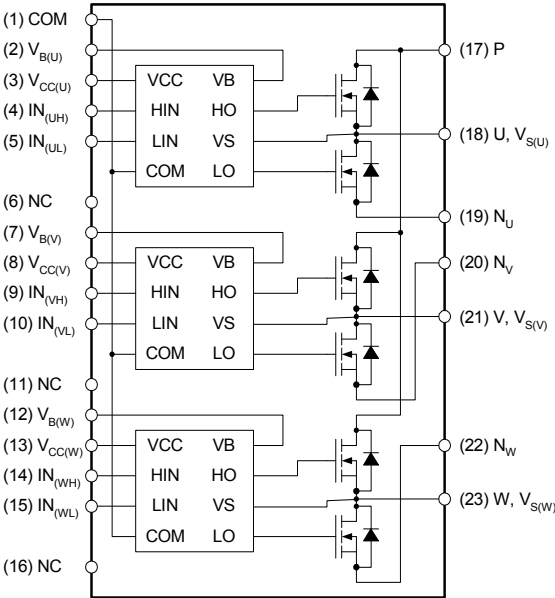 (1) COM
(2) V_B(U)
(3) V_CC(U)
(4) IN_(UH)
(5) IN_(UL)
(6) NC
(7) V_B(V)
(8) V_CC(V)
(9) IN_(VH)
(10) IN_(VL)
(11) NC
(12) V_B(W)
(13) V_CC(W)
(14) IN_(WH)
(15) IN_(WL)
(16) NC
VCC VB
HIN HO
LIN VS
COM LO
VCC VB
HIN HO
LIN VS
COM LO
VCC VB
HIN HO
LIN VS
COM LO
(17) P
(18) U, V_S(U)
(19) N_U
(20) N_V
(21) V, V_S(V)
(22) N_W
(23) W, V_S(W)